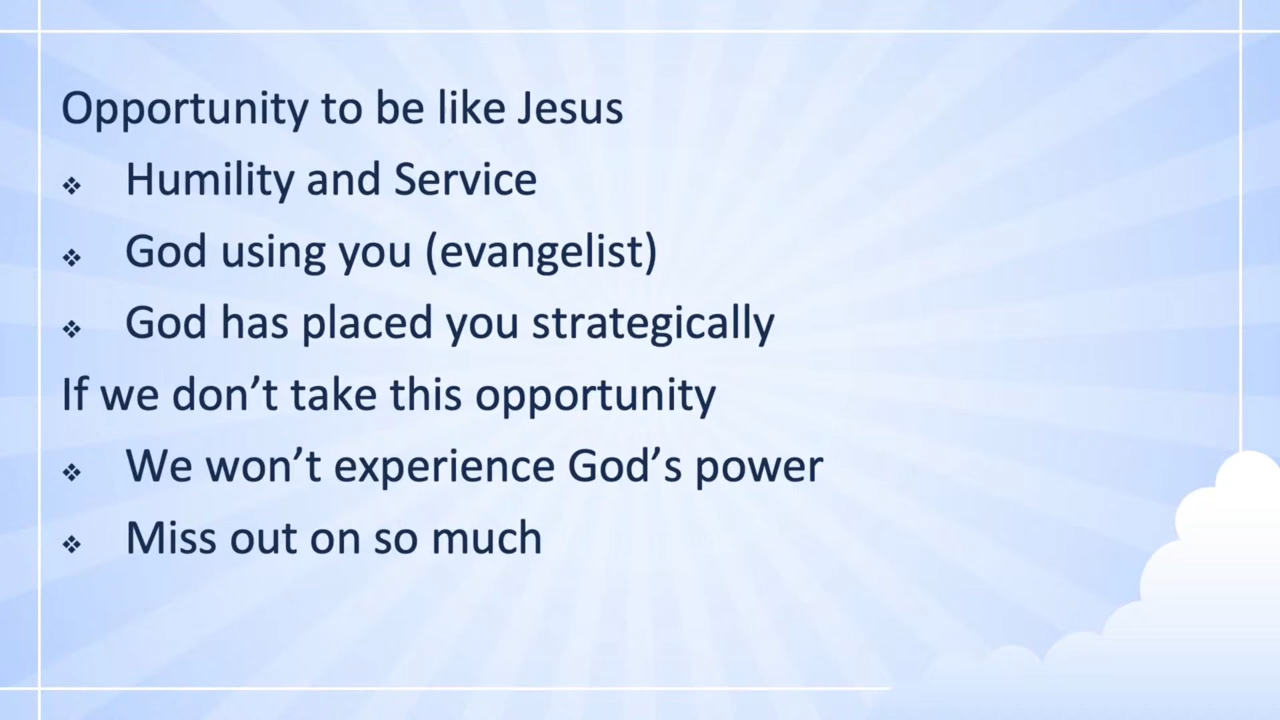 Opportunity to be like Jesus
❖ Humility and Service
❖ God using you (evangelist)
❖ God has placed you strategically
If we don’t take this opportunity
❖ We won’t experience God’s power
❖ Miss out on so much